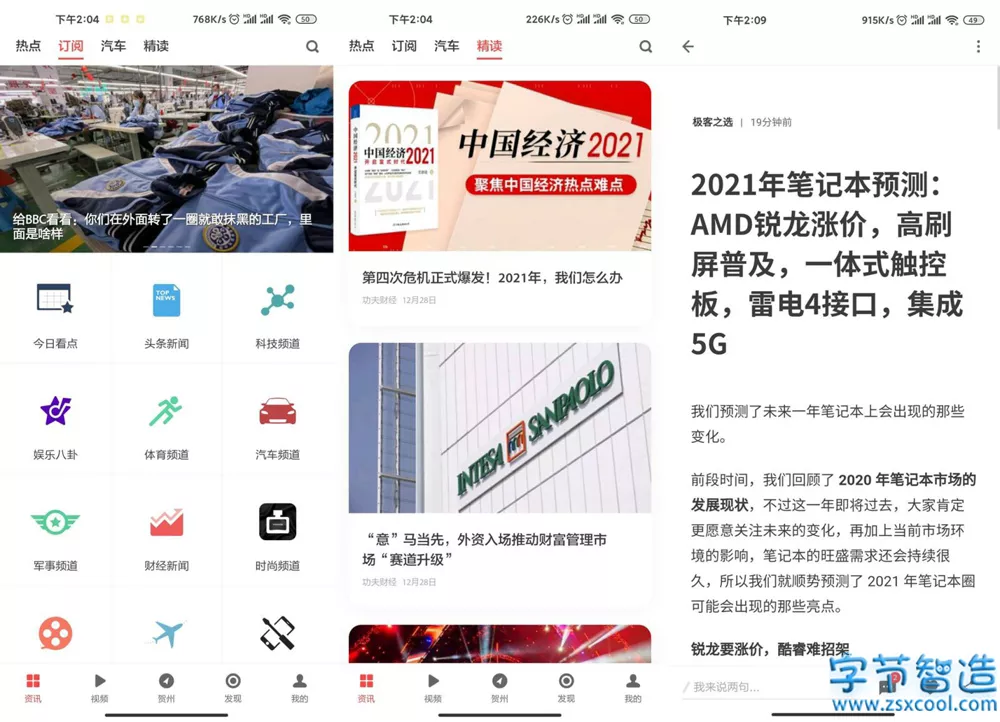 下午2:04
768K/s
50
热点 订阅 汽车 精读
给BBC看看：你们在外面转了一圈就敢抹黑的工厂，里
面是啥样
今日看点
TOP
NEWS
头条新闻
科技频道
娱乐八卦
体育频道
汽车频道
军事频道
财经新闻
时尚频道
资讯 视频 贺州 发现 我的
下午2:04
226K/s
50
热点 订阅 汽车 精读
2021
中国经济2021
中国经济2021
聚焦中国经济热点难点
第四次危机正式爆发！2021年，我们怎么办
功夫财经 12月28日
INTESA SANPAOLO
“意”马当先，外资入场推动财富管理市
场“赛道升级”
功夫财经 12月28日
资讯 视频 贺州 发现 我的
下午2:09
915K/s
49
极客之选 | 19分钟前
2021年笔记本预测：
AMD锐龙涨价，高刷
屏普及，一体式触控
板，雷电4接口，集成
5G
我们预测了未来一年笔记本上会出现的那些
变化。
前段时间，我们回顾了 2020 年笔记本市场的
发展现状，不过这一年即将过去，大家肯定
更愿意关注未来的变化，再加上当前市场环
境的影响，笔记本的旺盛需求还会持续很
久，所以我们就顺势预测了 2021 年笔记本圈
可能会出现的那些亮点。
锐龙要涨价，酷睿难招架
我来说两句...
字节智造
www.zsxcool.com